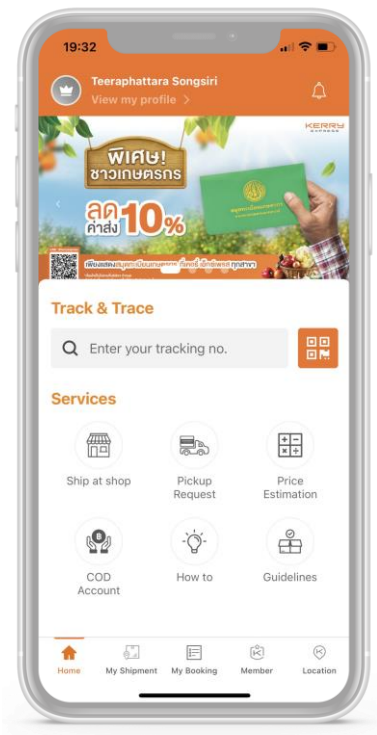 19:32
Teeraphattara Songsiri
View my profile >
KERRY
EXPRESS
พิเศษ!
ชาวเกษตรกร
ลด 10%
ค่าส่ง
Track & Trace
Enter your tracking no.
Services
Ship at shop
Pickup
Request
Price
Estimation
COD
Account
How to
Guidelines
Home
My Shipment
My Booking
Member
Location